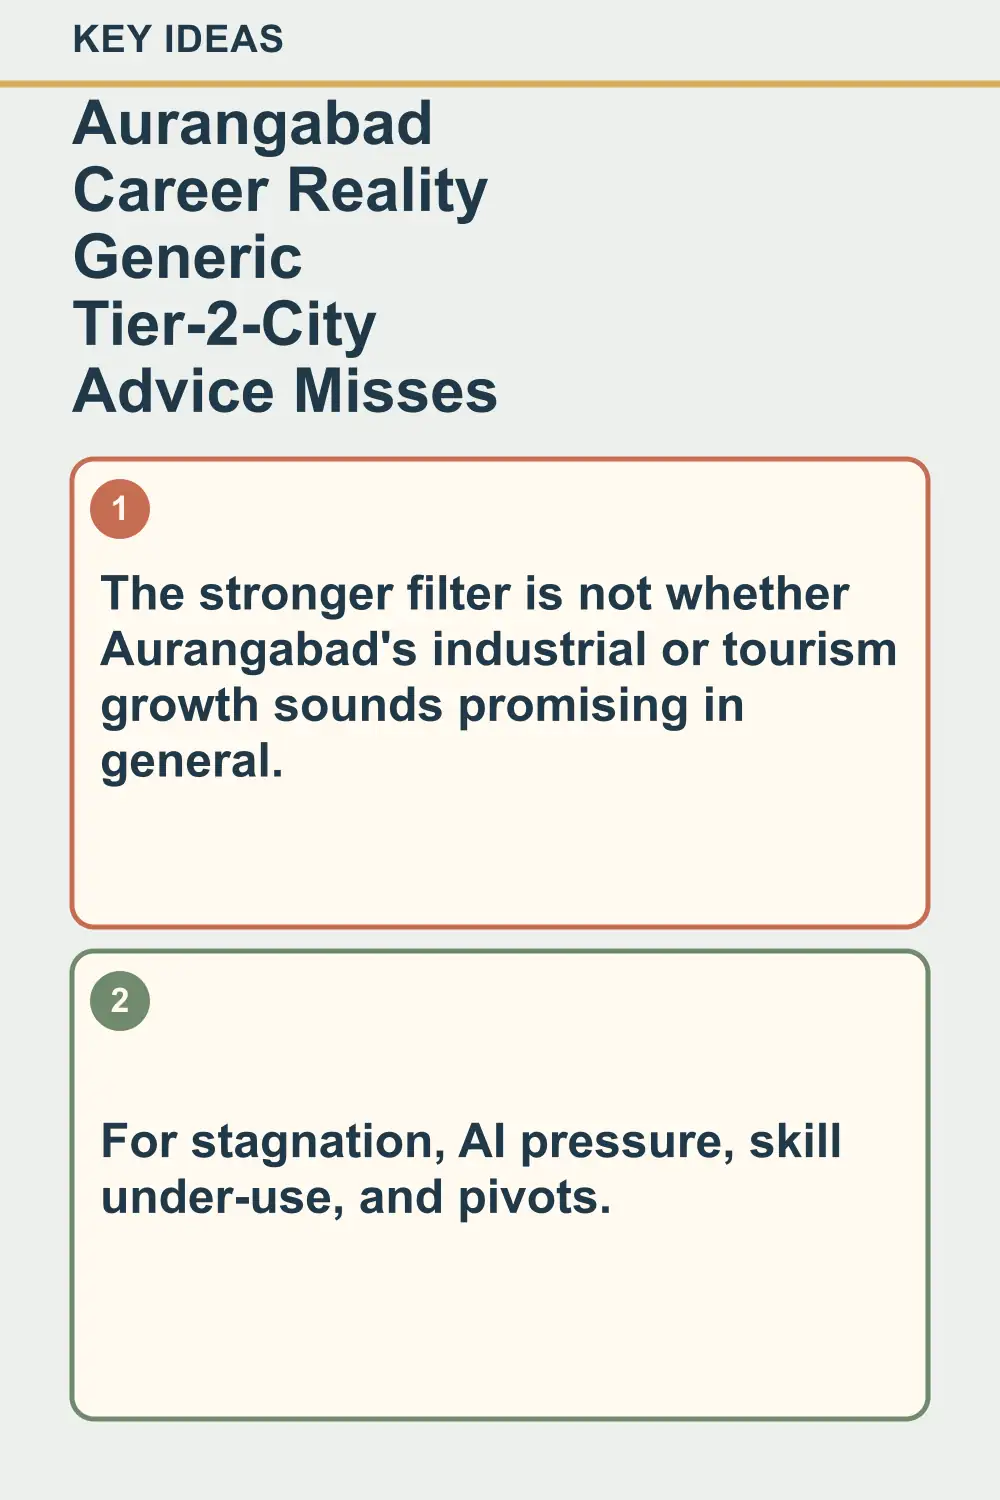 KEY IDEAS
Aurangabad
Career Reality
Generic
Tier-2-City
Advice Misses
1
The stronger filter is not whether
Aurangabad's industrial or tourism
growth sounds promising in
general.
2
For stagnation, AI pressure, skill
under-use, and pivots.